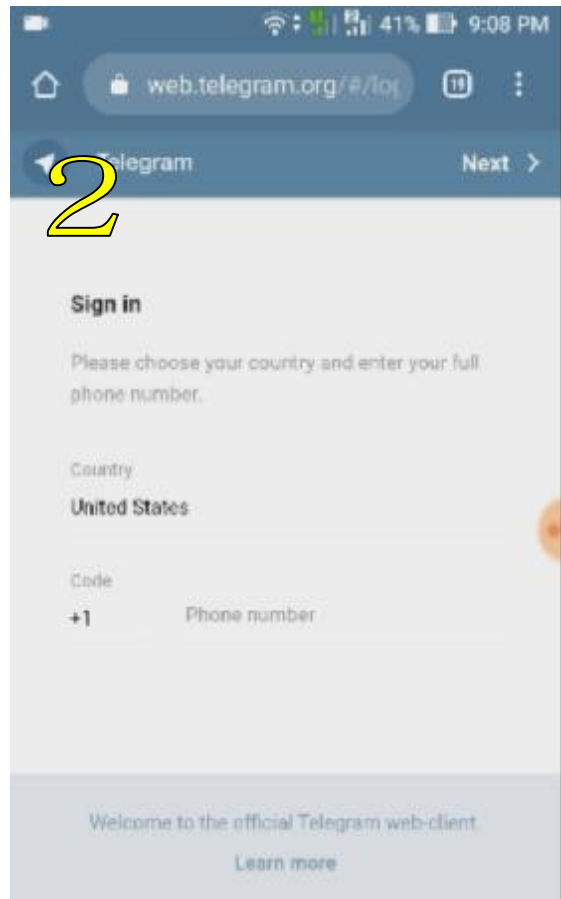 41% 9:08 PM
web.telegram.org/#/log
19
Telegram
Next >
2
Sign in
Please choose your country and enter your full
phone number.
Country
United States
Code
+1 Phone number
Welcome to the official Telegram web-client.
Learn more